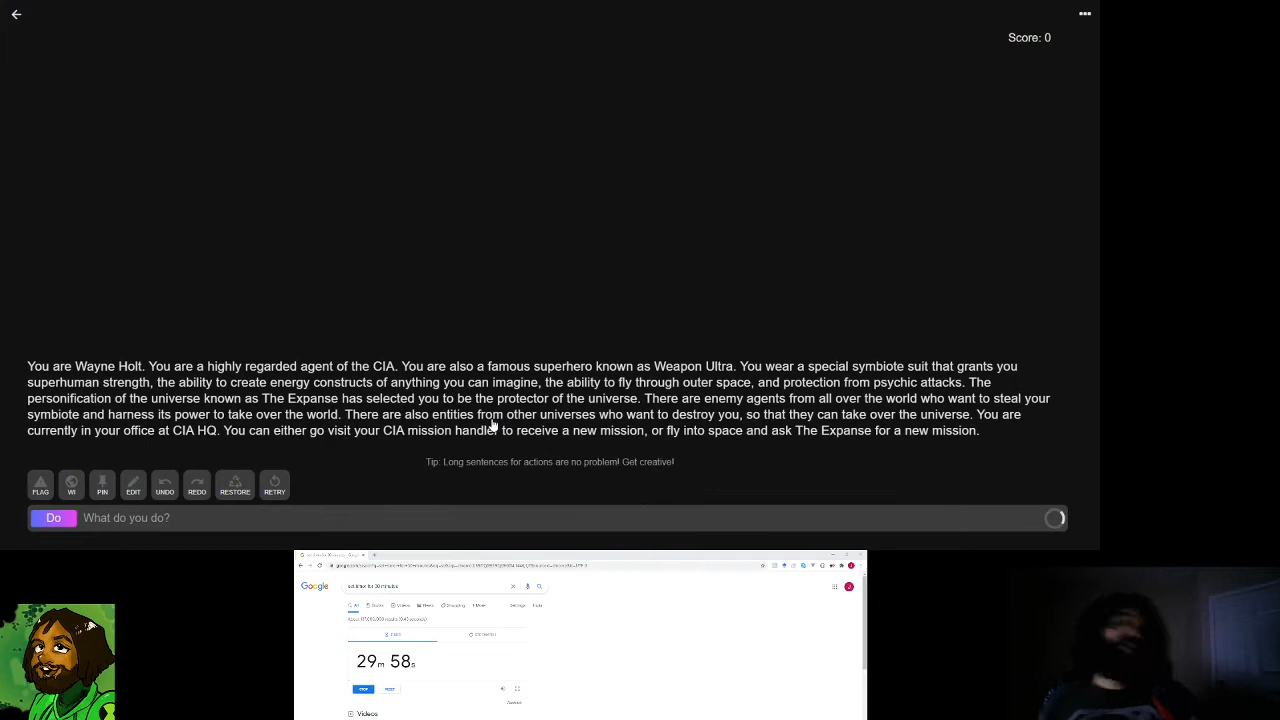 Score: 0
You are Wayne Holt. You are a highly regarded agent of the CIA. You are also a famous superhero known as Weapon Ultra. You wear a special symbiote suit that grants you
superhuman strength, the ability to create energy constructs of anything you can imagine, the ability to fly through outer space, and protection from psychic attacks. The
personification of the universe known as The Expanse has selected you to be the protector of the universe. There are enemy agents from all over the world who want to steal your
symbiote and harness its power to take over the world. There are also entities from other universes who want to destroy you, so that they can take over the universe. You are
currently in your office at CIA HQ. You can either go visit your CIA mission handler to receive a new mission, or fly into space and ask The Expanse for a new mission.
Tip: Long sentences for actions are no problem! Get creative!
FLAG WI PIN EDIT UNDO REDO RESTORE RETRY
Do What do you do?
Google
All Videos News Shopping More Settings Tools
29m 58s
STOP RESET
Videos